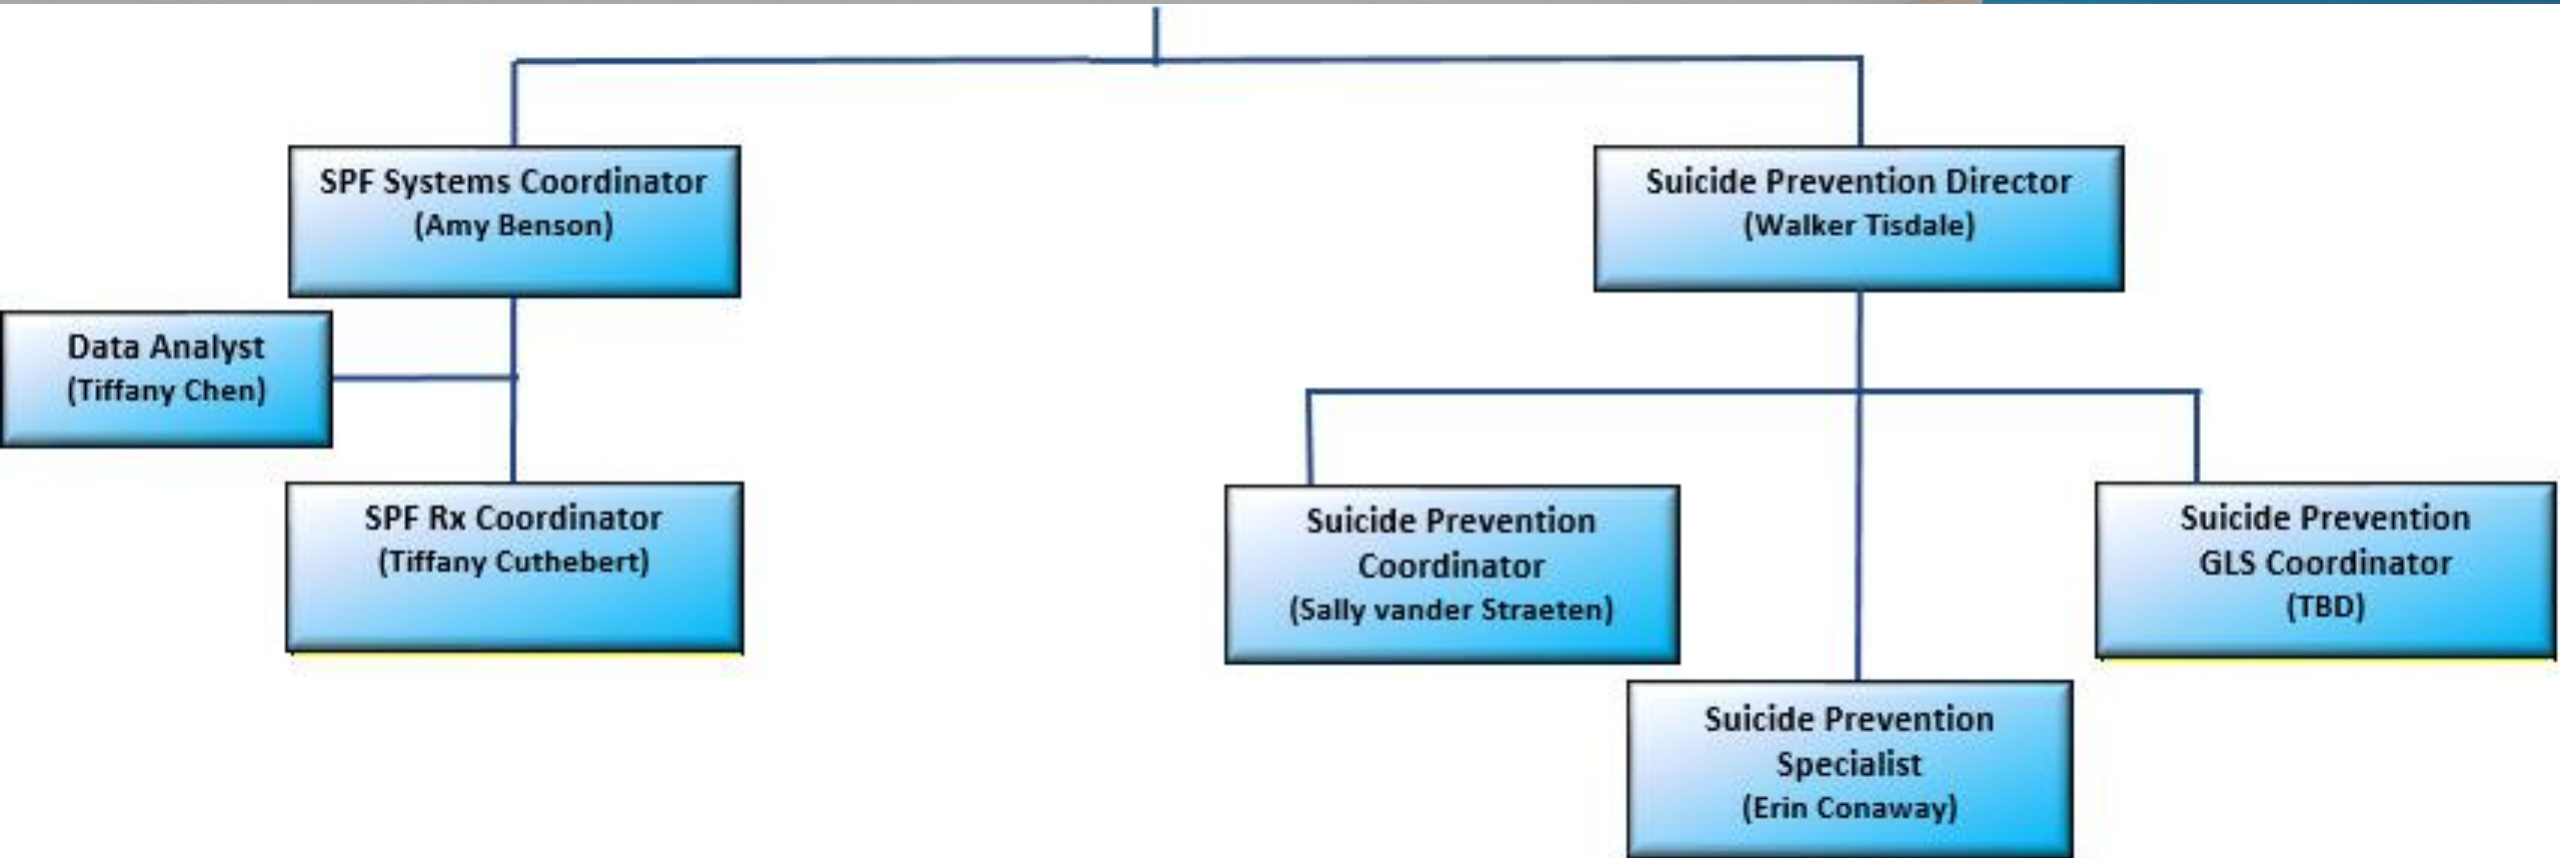 SPF Systems Coordinator
(Amy Benson)
Suicide Prevention Director
(Walker Tisdale)
Data Analyst
(Tiffany Chen)
SPF Rx Coordinator
(Tiffany Cuthebert)
Suicide Prevention
Coordinator
(Sally vander Straeten)
Suicide Prevention
GLS Coordinator
(TBD)
Suicide Prevention
Specialist
(Erin Conaway)